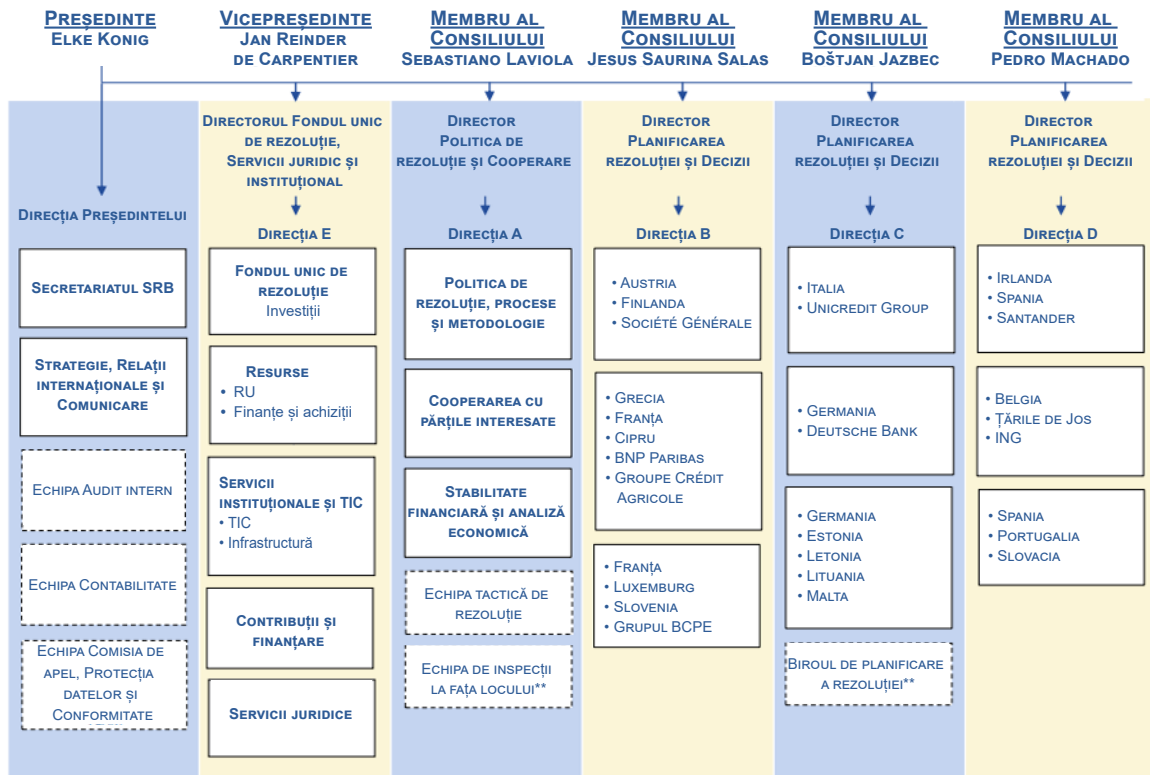 PREȘEDINTE
ELKE KONIG
DIRECȚIA PREȘEDINTELUI
SECRETARIATUL SRB
STRATEGIE, RELAȚII
INTERNAȚIONALE ȘI
COMUNICARE
ECHIPA AUDIT INTERN
ECHIPA CONTABILITATE
ECHIPA COMISIA DE
APEL, PROTECȚIA
DATELOR ȘI
CONFORMITATE
VICEPREȘEDINTE
JAN REINDER
DE CARPENTIER
DIRECTORUL FONDUL UNIC
DE REZOLUȚIE,
SERVICII JURIDIC ȘI
INSTITUȚIONAL
DIRECȚIA E
FONDUL UNIC DE
REZOLUȚIE
Investiții
RESURSE
• RU
• Finanțe și achiziții
SERVICII
INSTITUȚIONALE ȘI TIC
• TIC
• Infrastructură
CONTRIBUȚII ȘI
FINANȚARE
SERVICII JURIDICE
MEMBRU AL
CONSILIULUI
SEBASTIANO LAVIOLA
DIRECTOR
POLITICA DE
REZOLUȚIE ȘI COOPERARE
DIRECȚIA A
POLITICA DE
REZOLUȚIE, PROCESE
ȘI METODOLOGIE
COOPERAREA CU
PĂRȚILE INTERESATE
STABILITATE
FINANCIARĂ ȘI ANALIZĂ
ECONOMICĂ
ECHIPA TACTICĂ DE
REZOLUȚIE
ECHIPA DE INSPECȚII
LA FAȚA LOCULUI**
MEMBRU AL
CONSILIULUI
JESUS SAURINA SALAS
DIRECTOR
PLANIFICAREA
REZOLUȚIEI ȘI DECIZII
DIRECȚIA B
• AUSTRIA
• FINLANDA
• SOCIÉTÉ GÉNÉRALE
• GRECIA
• FRANȚA
• CIPRU
• BNP PARIBAS
• GROUPE CRÉDIT
AGRICOLE
• FRANȚA
• LUXEMBURG
• SLOVENIA
• GRUPUL BCPE
MEMBRU AL
CONSILIULUI
BOŠTJAN JAZBEC
DIRECTOR
PLANIFICAREA
REZOLUȚIEI ȘI DECIZII
DIRECȚIA C
• ITALIA
• UNICREDIT GROUP
• GERMANIA
• DEUTSCHE BANK
• GERMANIA
• ESTONIA
• LETONIA
• LITUANIA
• MALTA
BIROUL DE PLANIFICARE
A REZOLUȚIEI**
MEMBRU AL
CONSILIULUI
PEDRO MACHADO
DIRECTOR
PLANIFICAREA
REZOLUȚIEI ȘI DECIZII
DIRECȚIA D
• IRLANDA
• SPANIA
• SANTANDER
• BELGIA
• ȚĂRILE DE JOS
• ING
• SPANIA
• PORTUGALIA
• SLOVACIA